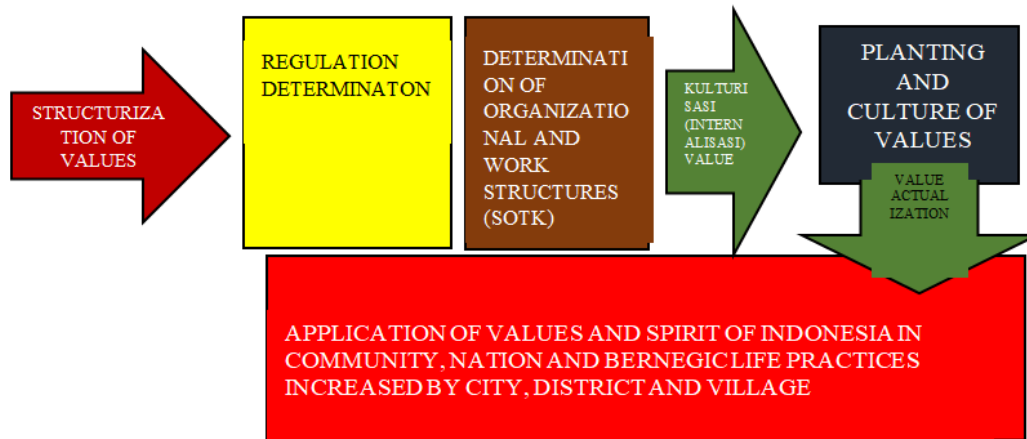 STRUCTURIZA
TION OF
VALUES
REGULATION
DETERMINATON
DETERMINATI
ON OF
ORGANIZATIO
NAL AND
WORK
STRUCTURES
(SOTK)
KULTURI
SASI
(INTERN
ALISASI)
VALUE
PLANTING
AND
CULTURE OF
VALUES
VALUE
ACTUAL
IZATION
APPLICATION OF VALUES AND SPIRIT OF INDONESIA IN
COMMUNITY, NATION AND BERNEGIC LIFE PRACTICES
INCREASED BY CITY, DISTRICT AND VILLAGE